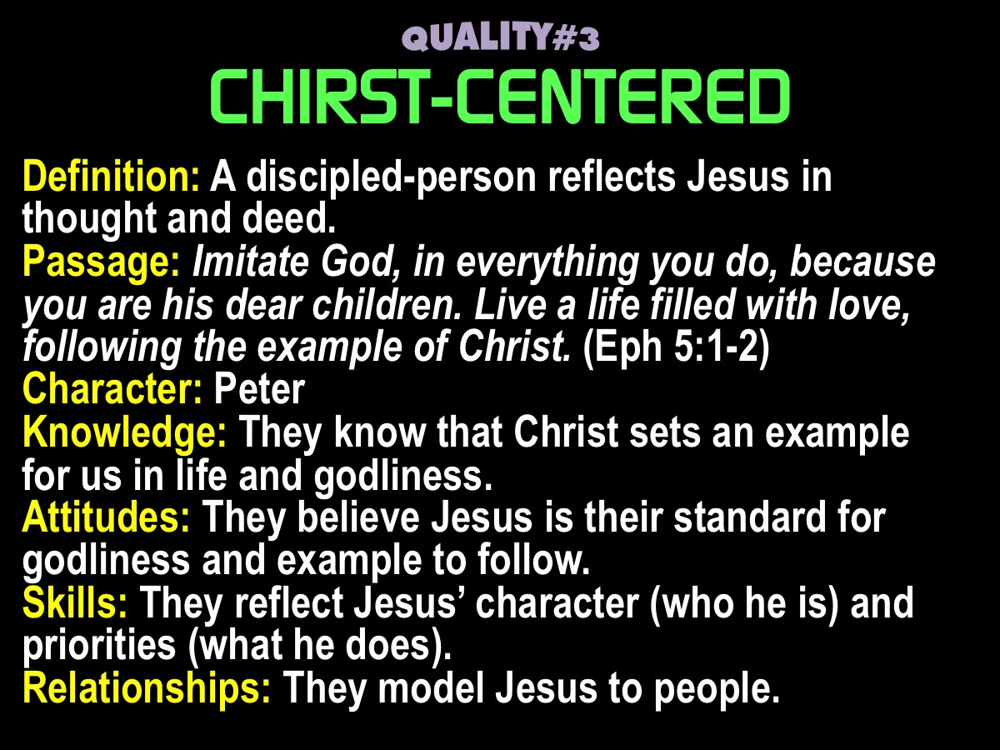 QUALITY#3
CHIRST-CENTERED
Definition: A discipled-person reflects Jesus in
thought and deed.
Passage: Imitate God, in everything you do, because
you are his dear children. Live a life filled with love,
following the example of Christ. (Eph 5:1-2)
Character: Peter
Knowledge: They know that Christ sets an example
for us in life and godliness.
Attitudes: They believe Jesus is their standard for
godliness and example to follow.
Skills: They reflect Jesus’ character (who he is) and
priorities (what he does).
Relationships: They model Jesus to people.